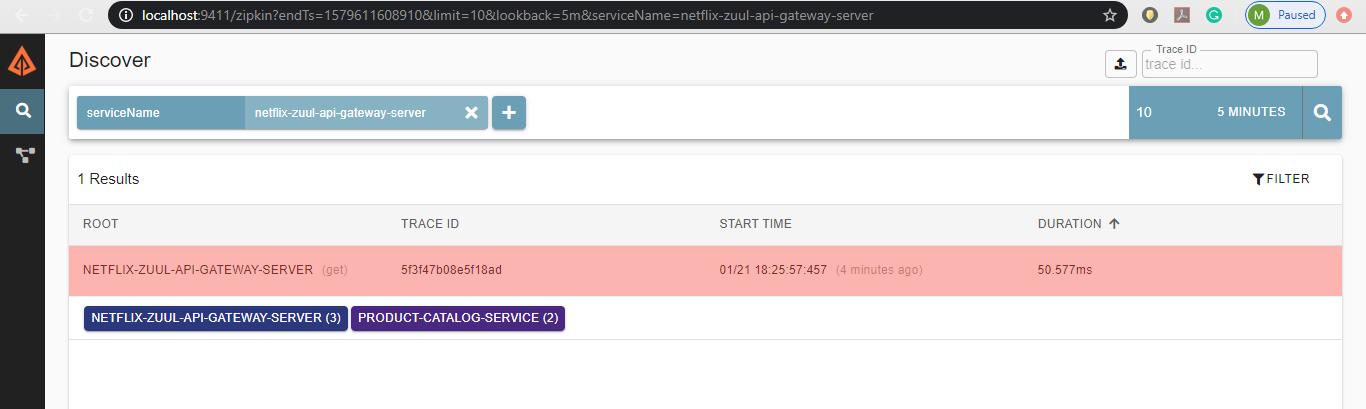 localhost:9411/zipkin?endTs=1579611608910&limit=10&lookback=5m&serviceName=netflix-zuul-api-gateway-server
M Paused
Discover
Trace ID
trace id...
serviceName netflix-zuul-api-gateway-server
10 5 MINUTES
1 Results
FILTER
ROOT TRACE ID START TIME DURATION
NETFLIX-ZUUL-API-GATEWAY-SERVER (get) 5f3f47b08e5f18ad 01/21 18:25:57:457 (4 minutes ago) 50.577ms
NETFLIX-ZUUL-API-GATEWAY-SERVER (3) PRODUCT-CATALOG-SERVICE (2)